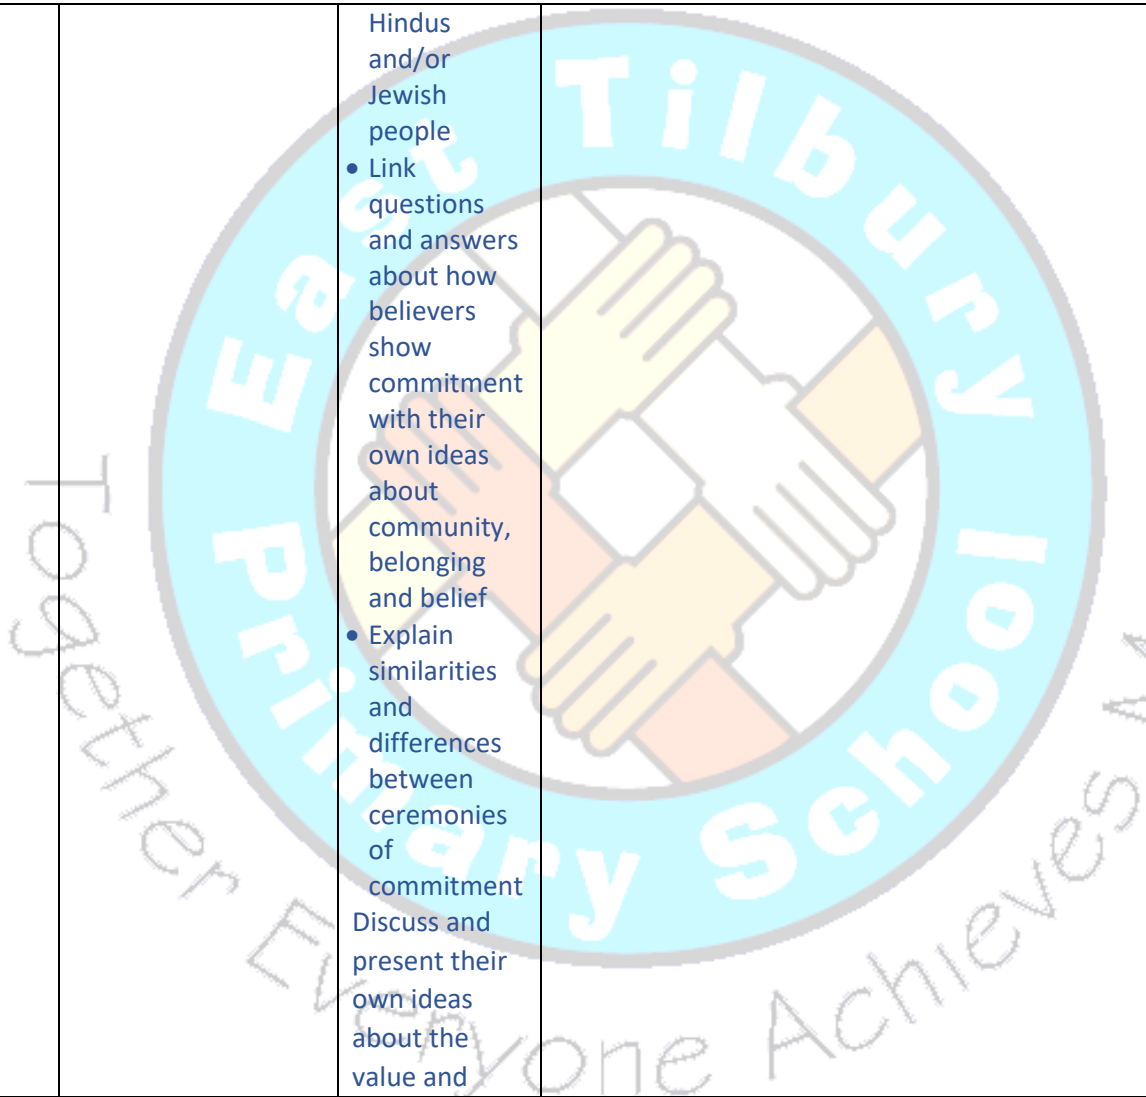 Hindus
and/or
Jewish
people
• Link
questions
and answers
about how
believers
show
commitment
with their
own ideas
about
community,
belonging
and belief
• Explain
similarities
and
differences
between
ceremonies
of
commitment
Discuss and
present their
own ideas
about the
value and
East Tilbury
Primary School
Together Everyone Achieves M